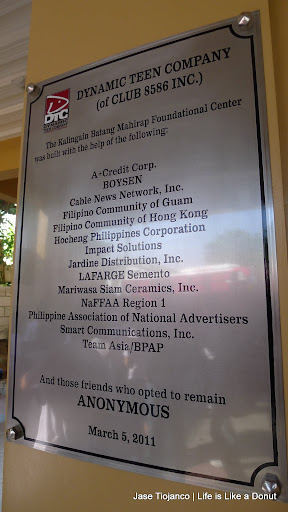 DTC
DYNAMIC TEEN COMPANY
(of CLUB 8586 INC.)
The Kalingain Batang Mahirap Foundational Center
was built with the help of the following:
A-Credit Corp.
BOYSEN
Cable News Network, Inc.
Filipino Community of Guam
Filipino Community of Hong Kong
Hocheng Philippines Corporation
Impact Solutions
Jardine Distribution, Inc.
LAFARGE Semento
Mariwasa Siam Ceramics, Inc.
NaFFAA Region 1
Philippine Association of National Advertisers
Smart Communications, Inc.
Team Asia/BPAP
And those friends who opted to remain
ANONYMOUS
March 5, 2011
Jase Tiojanco | Life is Like a Donut